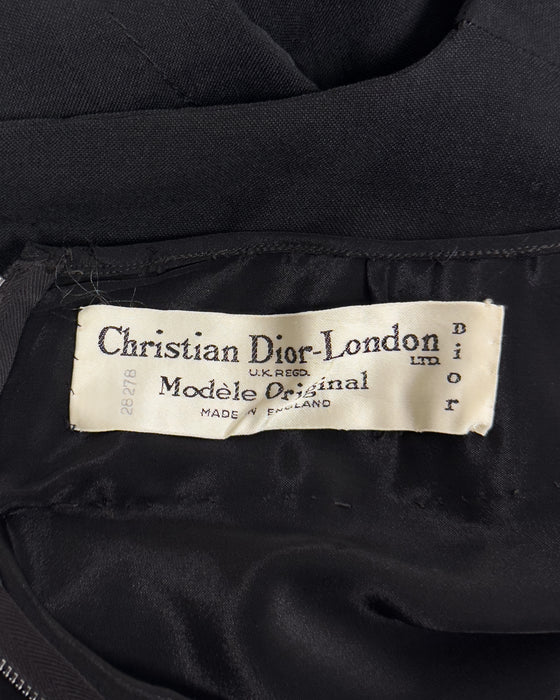 Christian Dior-London
LTD.
U.K. REGD.
Modèle Original
MADE IN ENGLAND
28278
Dior